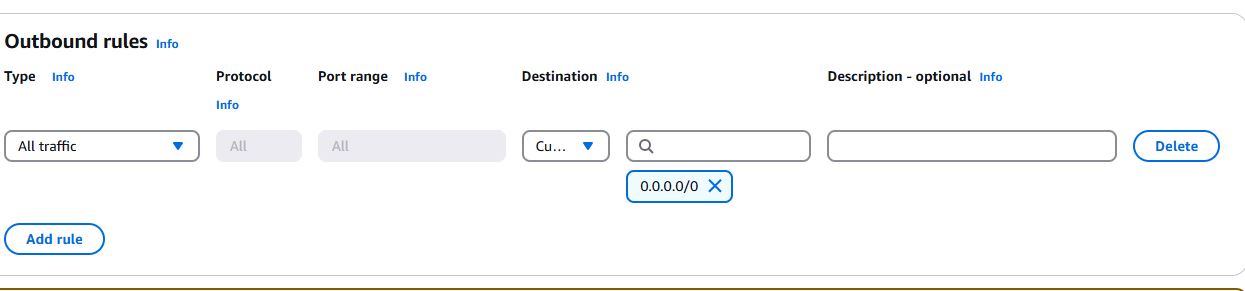 Outbound rules Info
Type Info Protocol Port range Info Destination Info Description - optional Info
Info
All traffic All All Cu... Delete
0.0.0.0/0
Add rule